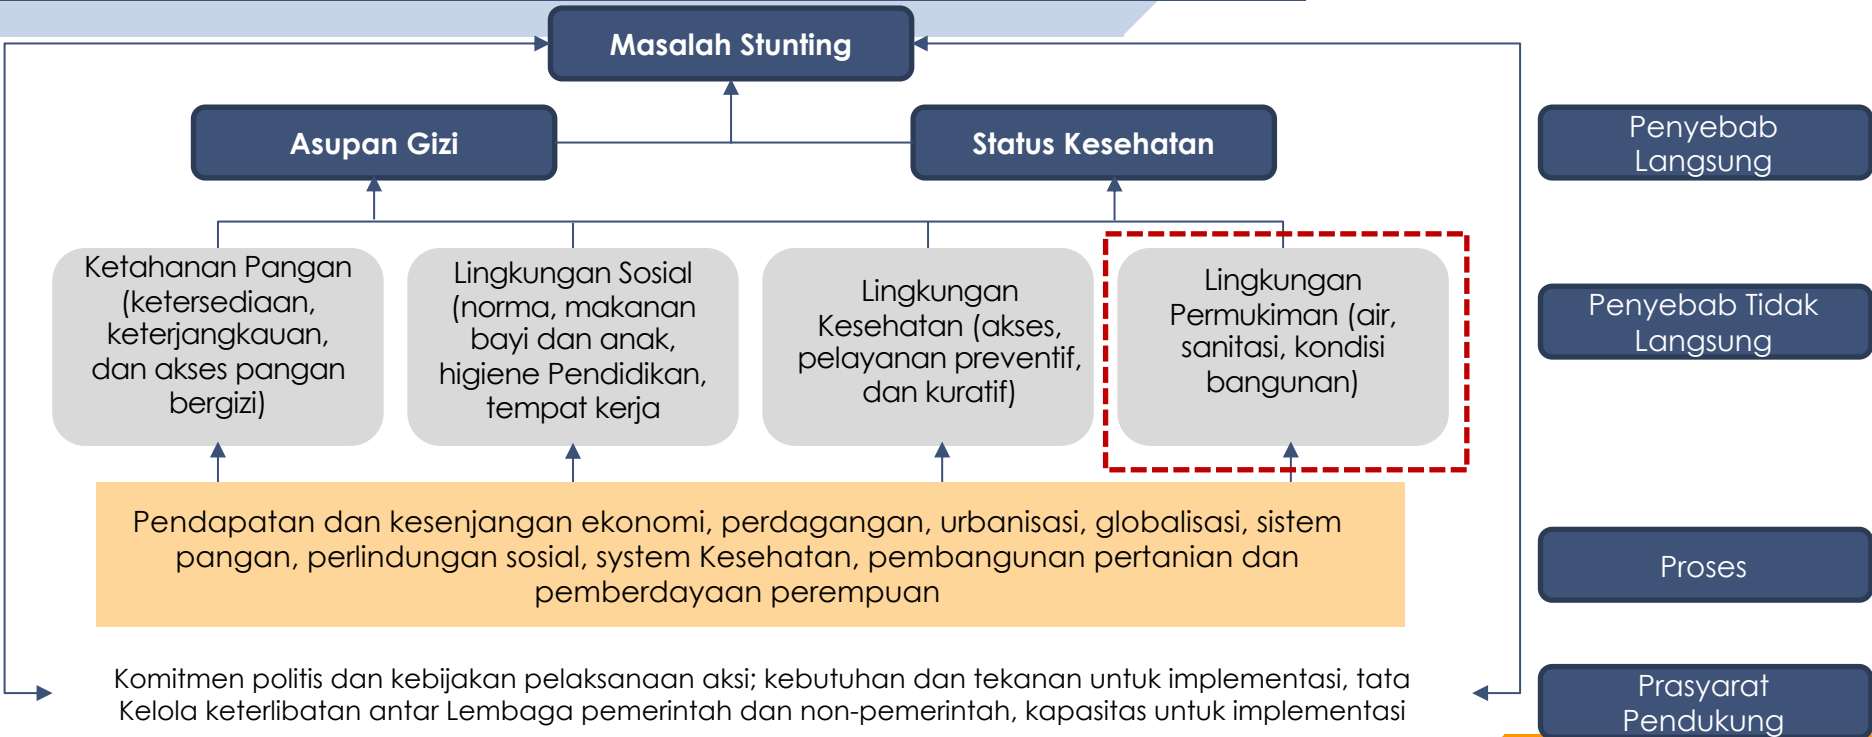 Masalah Stunting
Asupan Gizi
Status Kesehatan
Penyebab
Langsung
Ketahanan Pangan
(ketersediaan,
keterjangkauan,
dan akses pangan
bergizi)
Lingkungan Sosial
(norma, makanan
bayi dan anak,
higiene Pendidikan,
tempat kerja
Lingkungan
Kesehatan (akses,
pelayanan preventif,
dan kuratif)
Lingkungan
Permukiman (air,
sanitasi, kondisi
bangunan)
Penyebab Tidak
Langsung
Pendapatan dan kesenjangan ekonomi, perdagangan, urbanisasi, globalisasi, sistem
pangan, perlindungan sosial, system Kesehatan, pembangunan pertanian dan
pemberdayaan perempuan
Proses
Komitmen politis dan kebijakan pelaksanaan aksi; kebutuhan dan tekanan untuk implementasi, tata
Kelola keterlibatan antar Lembaga pemerintah dan non-pemerintah, kapasitas untuk implementasi
Prasyarat
Pendukung